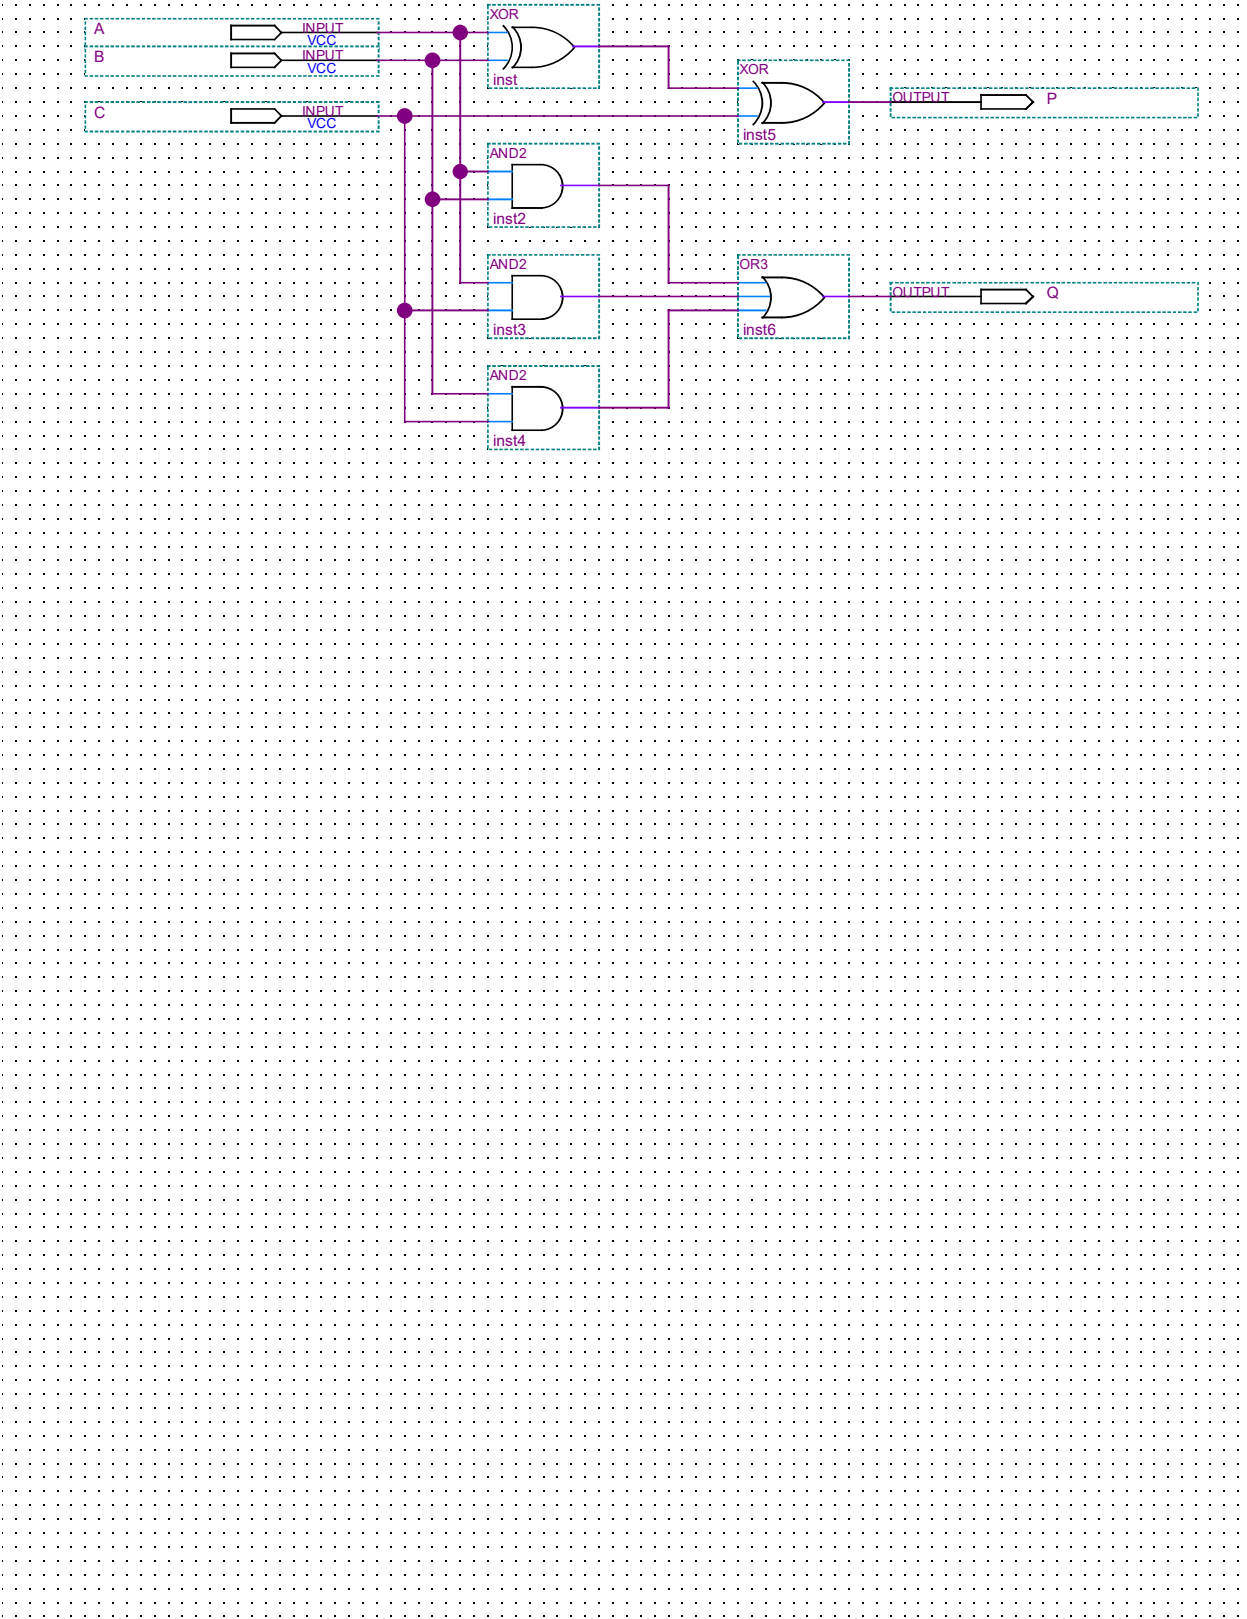 XOR
A
INPUT
VCC
B
INPUT
VCC
inst
XOR
C
INPUT
VCC
OUTPUT
P
inst5
AND2
inst2
AND2
OR3
OUTPUT
Q
inst3
inst6
AND2
inst4